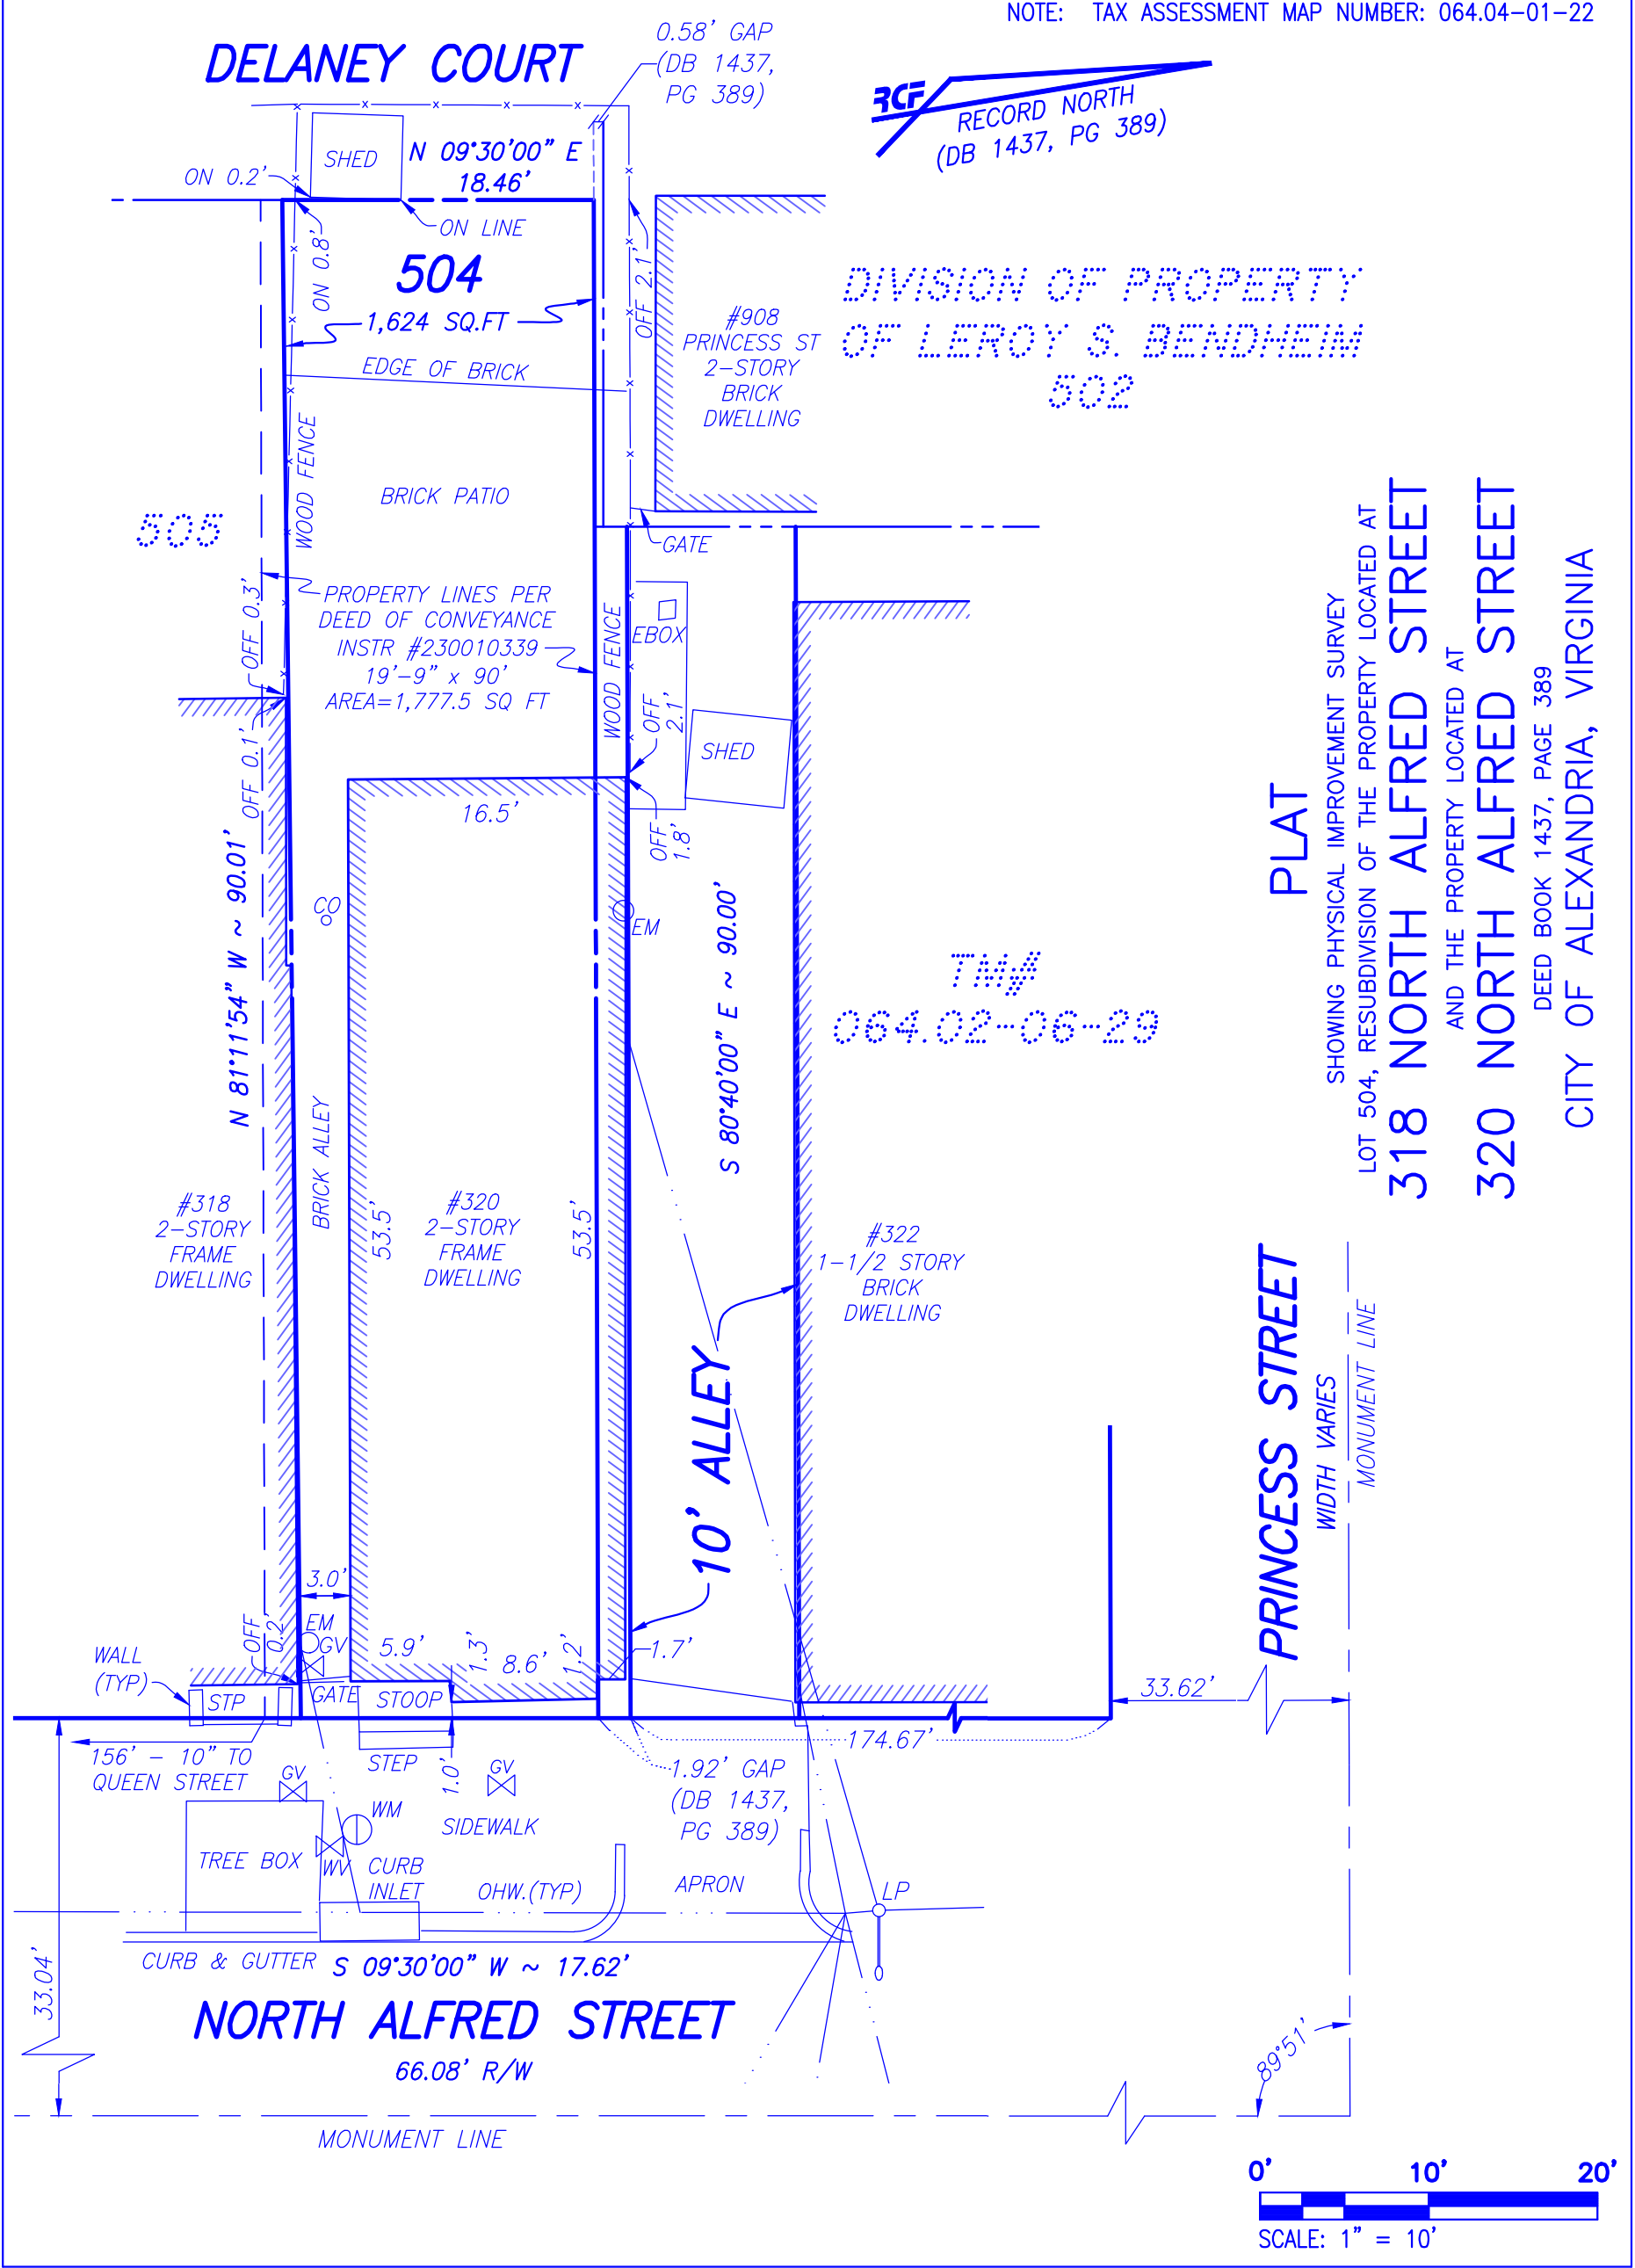 NOTE: TAX ASSESSMENT MAP NUMBER: 064.04-01-22
DELANEY COURT
0.58' GAP
(DB 1437,
PG 389)
RCF
RECORD NORTH
(DB 1437, PG 389)
SHED
N 09°30'00" E
18.46'
ON 0.2'
ON LINE
ON 0.8'
504
1,624 SQ.FT
OFF 2.1'
EDGE OF BRICK
#908
PRINCESS ST
2-STORY
BRICK
DWELLING
DIVISION OF PROPERTY
OF LEROY S. BENDHEIM
502
WOOD FENCE
BRICK PATIO
505
GATE
OFF 0.3'
PROPERTY LINES PER
DEED OF CONVEYANCE
INSTR #230010339
19'-9" x 90'
AREA=1,777.5 SQ FT
WOOD FENCE
EBOX
OFF
2.1'
SHED
OFF 0.1'
16.5'
OFF
1.8'
N 81°11'54" W ~ 90.01'
CO
EM
S 80°40'00" E ~ 90.00'
TM#
064.02-06-29
BRICK ALLEY
#318
2-STORY
FRAME
DWELLING
53.5'
#320
2-STORY
FRAME
DWELLING
53.5'
#322
1-1/2 STORY
BRICK
DWELLING
10' ALLEY
PLAT
SHOWING PHYSICAL IMPROVEMENT SURVEY
LOT 504, RESUBDIVISION OF THE PROPERTY LOCATED AT
318 NORTH ALFRED STREET
AND THE PROPERTY LOCATED AT
320 NORTH ALFRED STREET
DEED BOOK 1437, PAGE 389
CITY OF ALEXANDRIA, VIRGINIA
PRINCESS STREET
WIDTH VARIES
MONUMENT LINE
3.0'
OFF
0.2'
EM
GV
5.9'
1.3'
8.6'
1.2'
1.7'
WALL
(TYP)
STP
GATE
STOOP
33.62'
156' - 10" TO
QUEEN STREET
STEP
1.0'
174.67'
GV
GV
1.92' GAP
(DB 1437,
PG 389)
WM
SIDEWALK
TREE BOX
WV
CURB
INLET
OHW.(TYP)
APRON
LP
33.04'
CURB & GUTTER
S 09°30'00" W ~ 17.62'
NORTH ALFRED STREET
66.08' R/W
89°51'
MONUMENT LINE
0' 10' 20'
SCALE: 1" = 10'